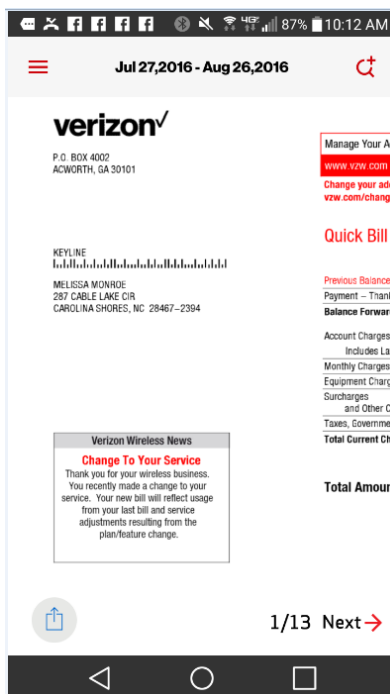 4G 87% 10:12 AM
Jul 27,2016 - Aug 26,2016
verizon
P.O. BOX 4002
ACWORTH, GA 30101
KEYLINE
MELISSA MONROE
287 CABLE LAKE CIR
CAROLINA SHORES, NC 28467-2394
Verizon Wireless News
Change To Your Service
Thank you for your wireless business.
You recently made a change to your
service. Your new bill will reflect usage
from your last bill and service
adjustments resulting from the
plan/feature change.
Manage Your A
www.vzw.com
Change your add
vzw.com/chang
Quick Bill
Previous Balance
Payment – Than
Balance Forwar
Account Charges
Includes La
Monthly Charges
Equipment Charg
Surcharges
and Other C
Taxes, Governme
Total Current Ch
Total Amour
1/13 Next